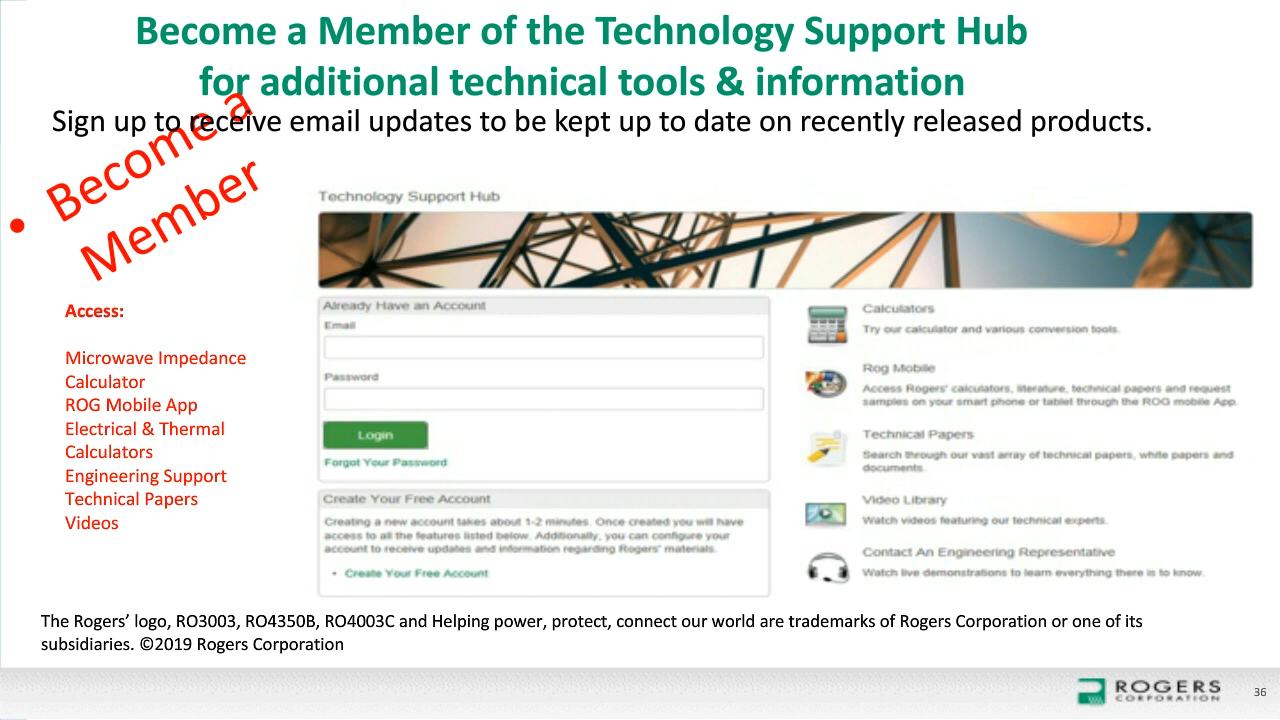 Become a Member of the Technology Support Hub
for additional technical tools & information
Sign up to receive email updates to be kept up to date on recently released products.
• Become a
Member
Access:
Microwave Impedance
Calculator
ROG Mobile App
Electrical & Thermal
Calculators
Engineering Support
Technical Papers
Videos
Technology Support Hub
Already Have an Account
Email
Password
Login
Forgot Your Password
Create Your Free Account
Creating a new account takes about 1-2 minutes. Once created you will have
access to all the features listed below. Additionally, you can configure your
account to receive updates and information regarding Rogers' materials.
• Create Your Free Account
Calculators
Try our calculator and various conversion tools.
Rog Mobile
Access Rogers' calculators, literature, technical papers and request
samples on your smart phone or tablet through the ROG mobile App.
Technical Papers
Search through our vast array of technical papers, white papers and
documents.
Video Library
Watch videos featuring our technical experts.
Contact An Engineering Representative
Watch live demonstrations to learn everything there is to know.
The Rogers’ logo, RO3003, RO4350B, RO4003C and Helping power, protect, connect our world are trademarks of Rogers Corporation or one of its
subsidiaries. ©2019 Rogers Corporation
ROGERS
CORPORATION
36